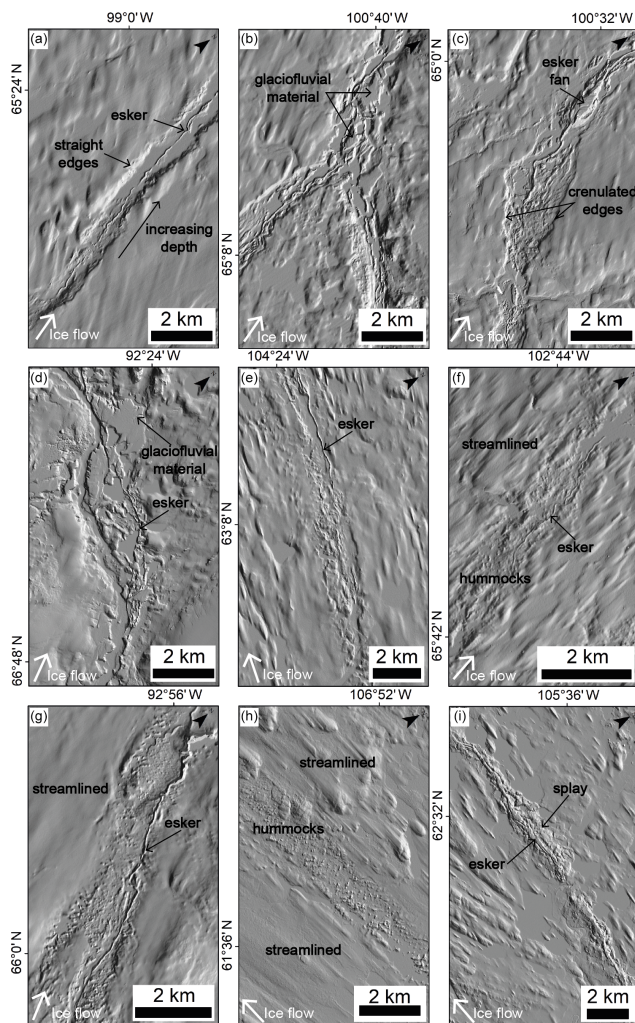 99°0' W
100°40' W
100°32' W
(a)
65°24' N
esker
straight
edges
increasing
depth
2 km
Ice flow
(b)
glaciofluvial
material
65°8' N
2 km
Ice flow
(c)
65°0' N
esker
fan
crenulated
edges
2 km
Ice flow
92°24' W
104°24' W
102°44' W
(d)
glaciofluvial
material
esker
66°48' N
2 km
Ice flow
(e)
esker
63°8' N
2 km
Ice flow
(f)
streamlined
esker
hummocks
65°42' N
2 km
Ice flow
92°56' W
106°52' W
105°36' W
(g)
streamlined
esker
66°0' N
2 km
Ice flow
(h)
streamlined
hummocks
61°36' N
streamlined
2 km
Ice flow
(i)
62°32' N
splay
esker
2 km
Ice flow